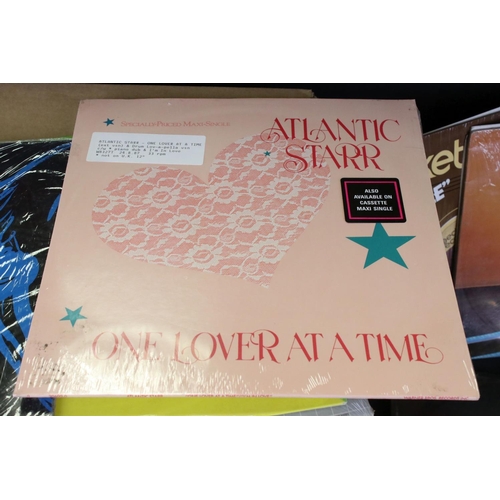 SPECIALLY-PRICED MAXI-SINGLE
ATLANTIC
STARR
ATLANTIC STARR - ONE LOVER AT A TIME
ALSO
AVAILABLE ON
CASSETTE
MAXI SINGLE
ONE LOVER AT A TIME
ket
E"